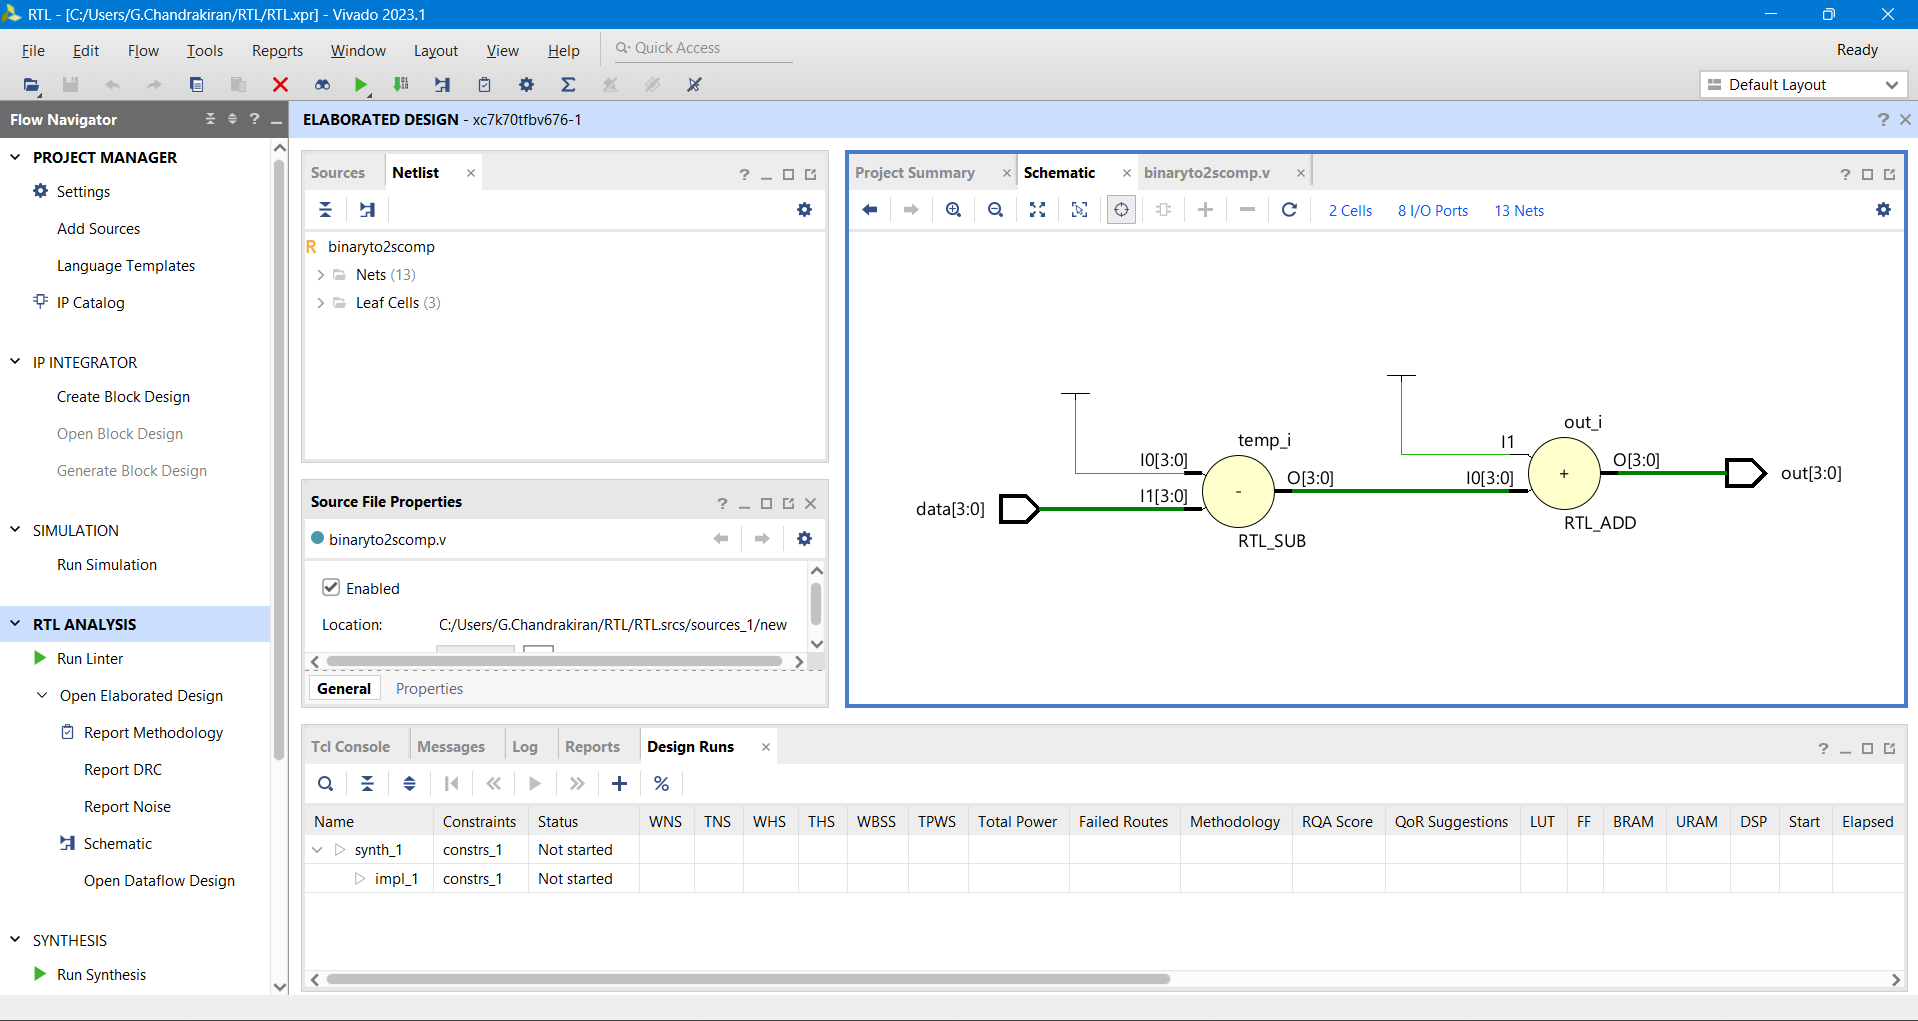 RTL - [C:/Users/G.Chandrakiran/RTL/RTL.xpr] - Vivado 2023.1
File Edit Flow Tools Reports Window Layout View Help Quick Access
Ready
Default Layout
Flow Navigator
PROJECT MANAGER
Settings
Add Sources
Language Templates
IP Catalog
IP INTEGRATOR
Create Block Design
Open Block Design
Generate Block Design
SIMULATION
Run Simulation
RTL ANALYSIS
Run Linter
Open Elaborated Design
Report Methodology
Report DRC
Report Noise
Schematic
Open Dataflow Design
SYNTHESIS
Run Synthesis
ELABORATED DESIGN - xc7k70tfbv676-1
Sources Netlist
R binaryto2scomp
Nets (13)
Leaf Cells (3)
Source File Properties
binaryto2scomp.v
Enabled
Location: C:/Users/G.Chandrakiran/RTL/RTL.srcs/sources_1/new
General Properties
Project Summary Schematic binaryto2scomp.v
2 Cells 8 I/O Ports 13 Nets
out_i
temp_i
I1
I0[3:0]
O[3:0]
+
O[3:0]
I0[3:0]
out[3:0]
-
I1[3:0]
data[3:0]
RTL_ADD
RTL_SUB
Tcl Console Messages Log Reports Design Runs
Name Constraints Status WNS TNS WHS THS WBSS TPWS Total Power Failed Routes Methodology RQA Score QoR Suggestions LUT FF BRAM URAM DSP Start Elapsed
synth_1 constrs_1 Not started
impl_1 constrs_1 Not started